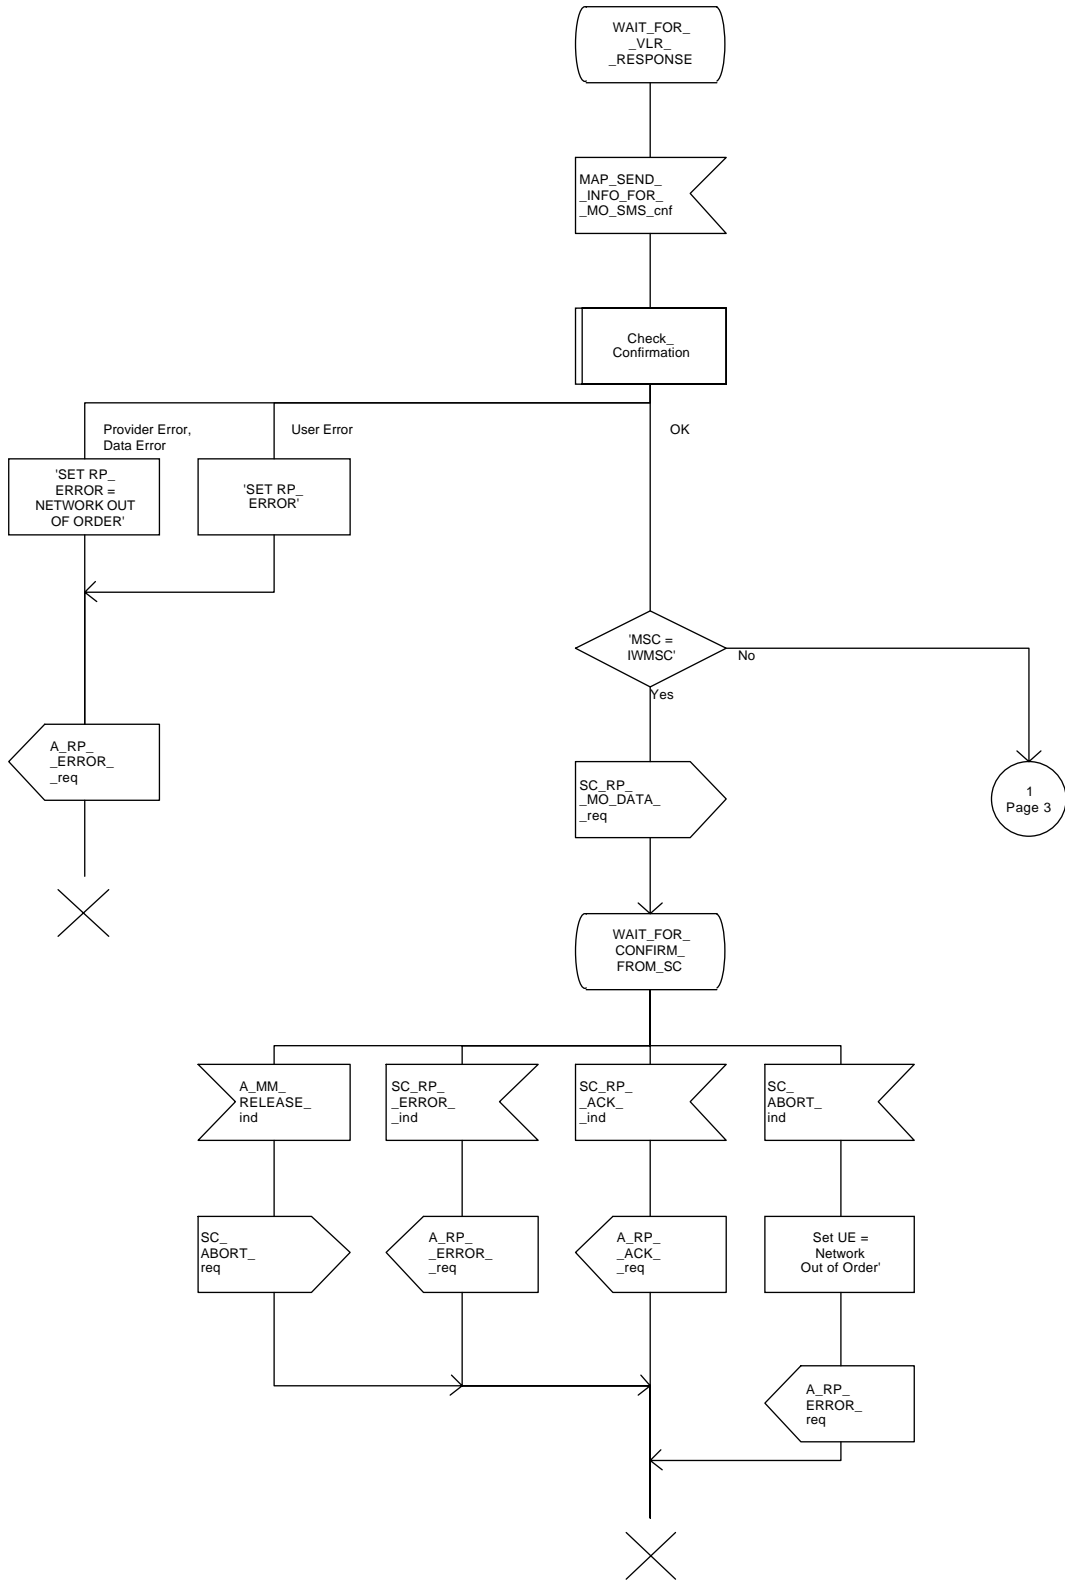 WAIT_FOR_
_VLR_
_RESPONSE
MAP_SEND_
_INFO_FOR_
_MO_SMS_cnf
Check_
Confirmation
Provider Error,
Data Error
User Error
OK
'SET RP_
ERROR =
NETWORK OUT
OF ORDER'
'SET RP_
ERROR'
'MSC =
IWMSC'
No
Yes
A_RP_
_ERROR_
_req
SC_RP_
_MO_DATA_
_req
1
Page 3
WAIT_FOR_
CONFIRM_
FROM_SC
A_MM_
RELEASE_
ind
SC_RP_
_ERROR_
_ind
SC_RP_
_ACK_
_ind
SC_
ABORT_
ind
SC_
ABORT_
req
A_RP_
_ERROR_
_req
A_RP_
_ACK_
_req
Set UE =
Network
Out of Order'
A_RP_
ERROR_
req